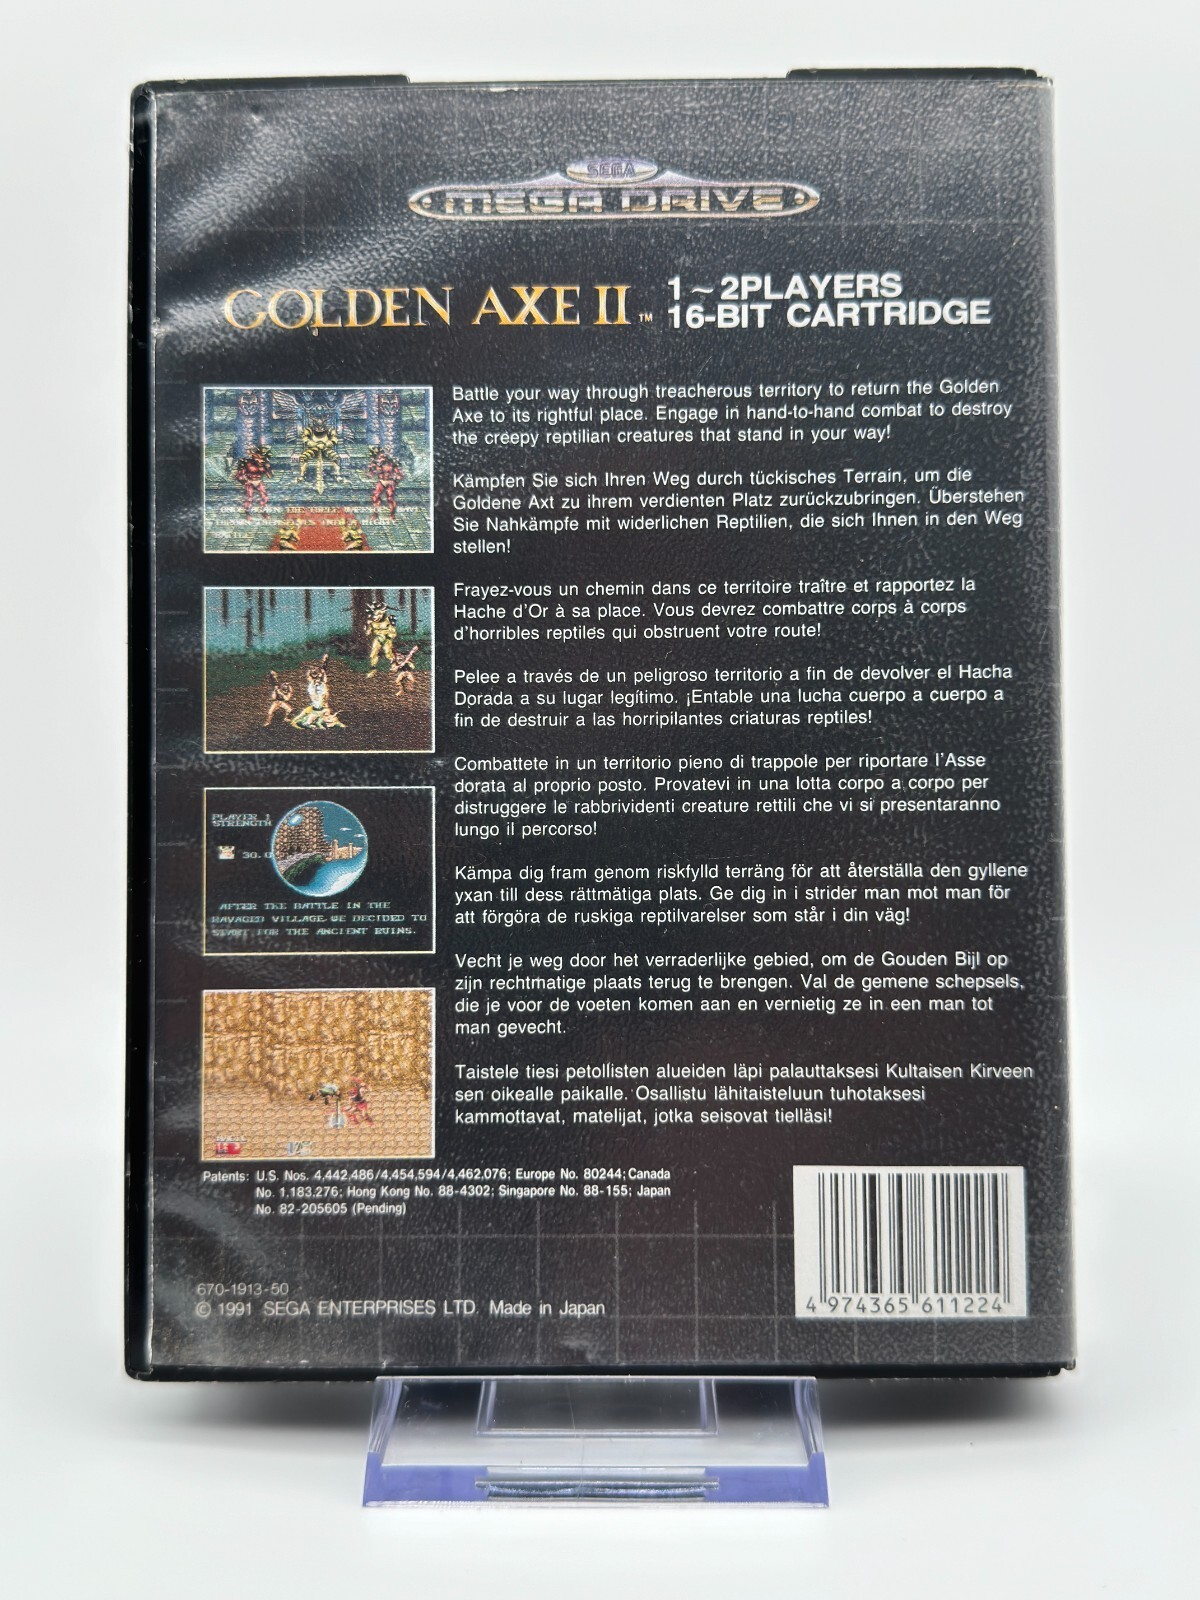 SEGA
MEGA DRIVE
GOLDEN AXE II ™
1~2PLAYERS
16-BIT CARTRIDGE
Battle your way through treacherous territory to return the Golden
Axe to its rightful place. Engage in hand-to-hand combat to destroy
the creepy reptilian creatures that stand in your way!
Kämpfen Sie sich Ihren Weg durch tückisches Terrain, um die
Goldene Axt zu ihrem verdienten Platz zurückzubringen. Überstehen
Sie Nahkämpfe mit widerlichen Reptilien, die sich Ihnen in den Weg
stellen!
Frayez-vous un chemin dans ce territoire traître et rapportez la
Hache d'Or à sa place. Vous devrez combattre corps à corps
d'horribles reptiles qui obstruent votre route!
Pelee a través de un peligroso territorio a fin de devolver el Hacha
Dorada a su lugar legítimo. ¡Entable una lucha cuerpo a cuerpo a
fin de destruir a las horripilantes criaturas reptiles!
Combattete in un territorio pieno di trappole per riportare l'Asse
dorata al proprio posto. Provatevi in una lotta corpo a corpo per
distruggere le rabbrividenti creature rettili che vi si presentaranno
lungo il percorso!
Kämpa dig fram genom riskfylld terräng för att återställa den gyllene
yxan till dess rättmätiga plats. Ge dig in i strider man mot man för
att förgöra de ruskiga reptilvarelser som står i din väg!
Vecht je weg door het verraderlijke gebied, om de Gouden Bijl op
zijn rechtmatige plaats terug te brengen. Val de gemene schepsels,
die je voor de voeten komen aan en vernietig ze in een man tot
man gevecht.
Taistele tiesi petollisten alueiden läpi palauttaksesi Kultaisen Kirveen
sen oikealle paikalle. Osallistu lähitaisteluun tuhotaksesi
kammottavat, matelijat, jotka seisovat tielläsi!
ONCE AGAIN THE THREE HEROES HAVE
BATTLE
PLAYER 1
STRENGTH
30.0
AFTER THE BATTLE IN THE
RAVAGED VILLAGE WE DECIDED TO
START FOR THE ANCIENT RUINS.
Patents: U.S. Nos. 4,442,486/4,454,594/4,462,076; Europe No. 80244; Canada
No. 1,183,276; Hong Kong No. 88-4302; Singapore No. 88-155; Japan
No. 82-205605 (Pending)
670-1913-50
© 1991 SEGA ENTERPRISES LTD. Made in Japan
4 974365 611224